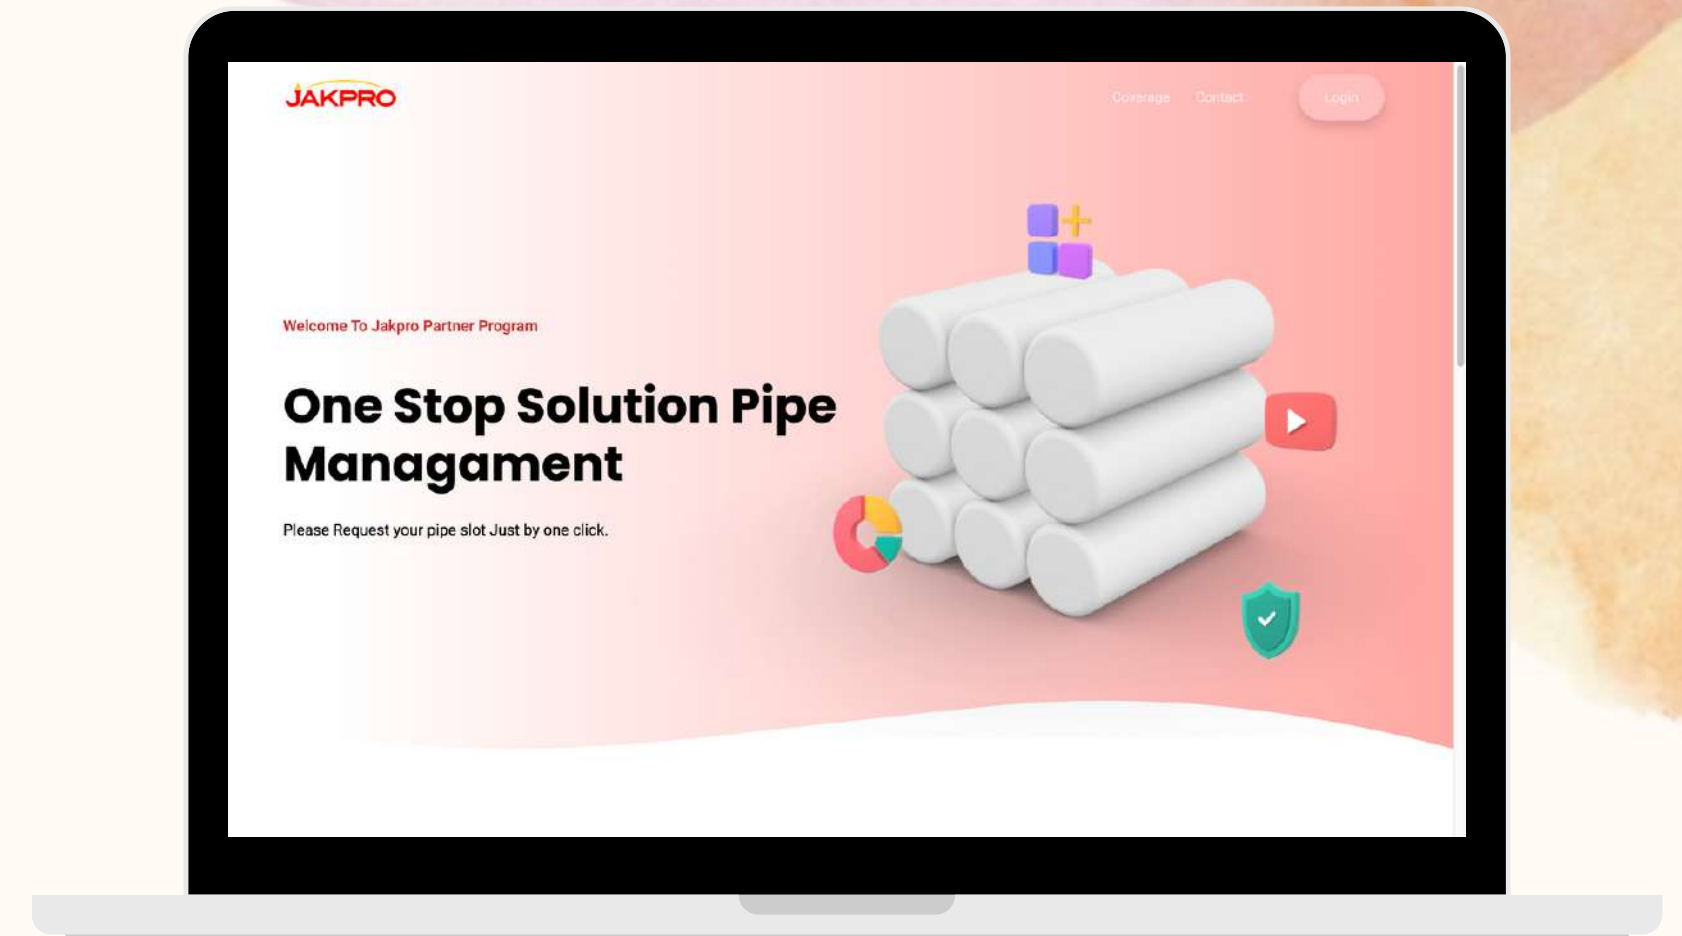 JAKPRO
Coverage
Contact
Login
Welcome To Jakpro Partner Program
One Stop Solution Pipe
Managament
Please Request your pipe slot Just by one click.